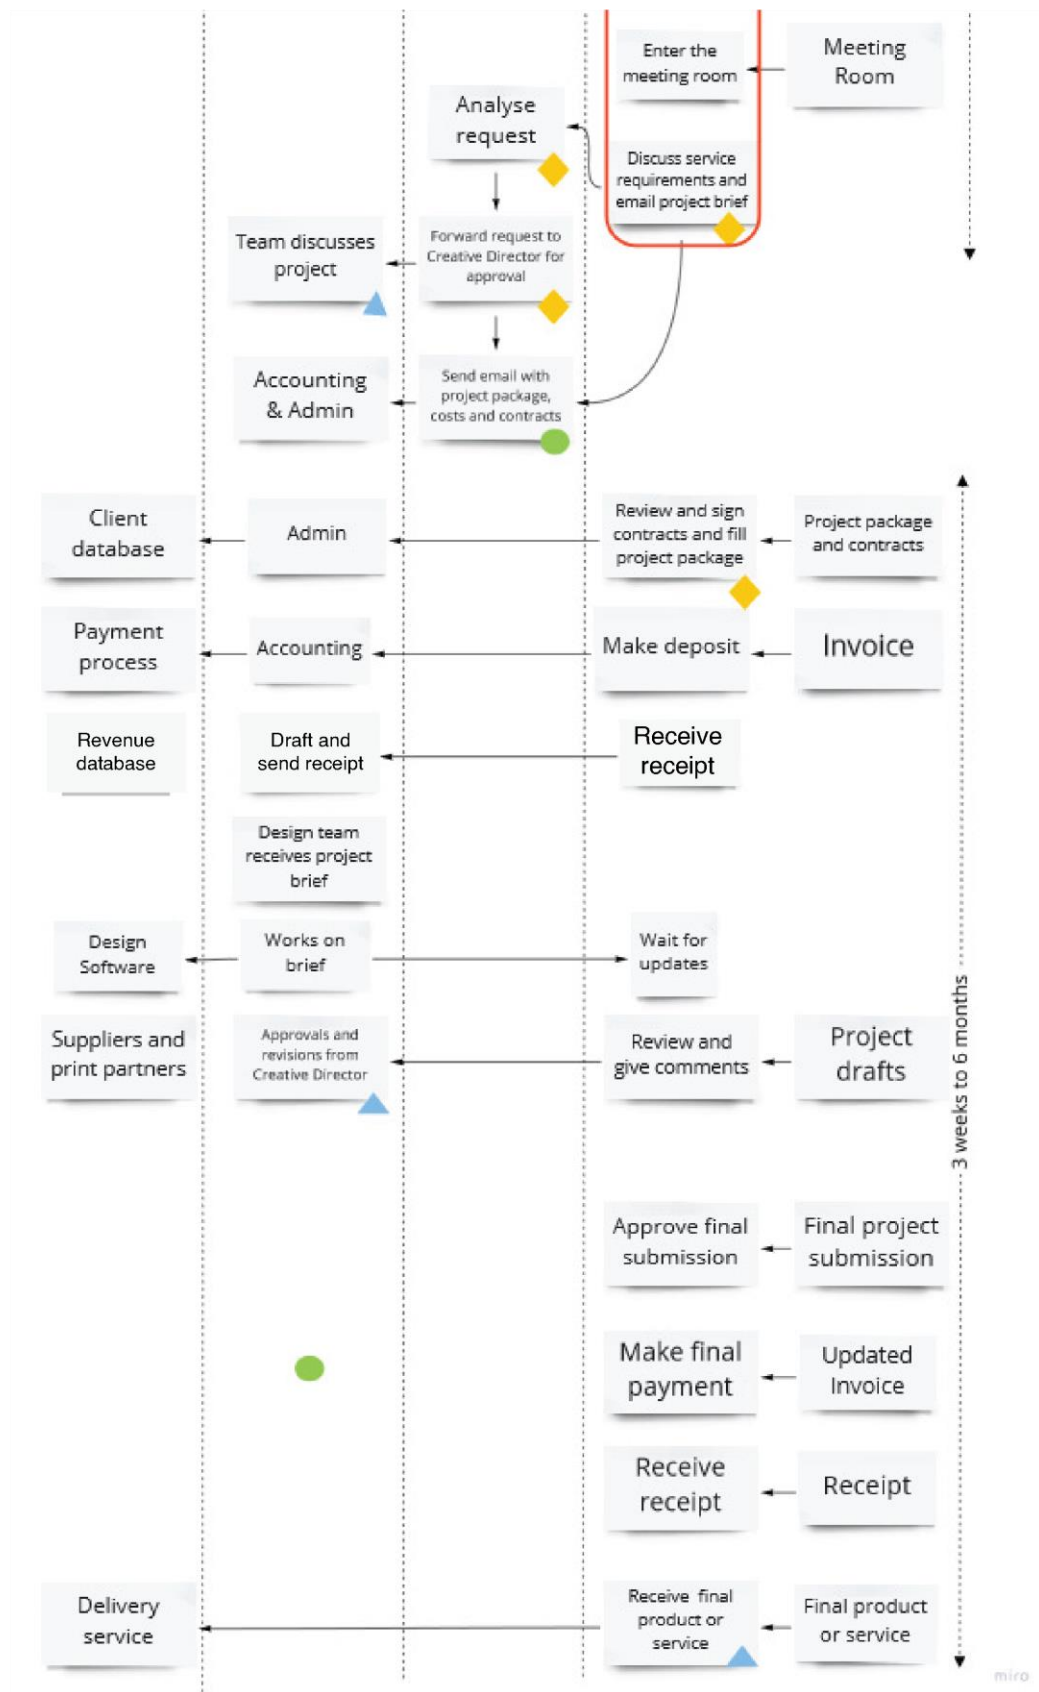 Enter the
meeting room
Meeting
Room
Analyse
request
Discuss service
requirements and
email project brief
Team discusses
project
Forward request to
Creative Director for
approval
Accounting
& Admin
Send email with
project package,
costs and contracts
Client
database
Admin
Review and sign
contracts and fill
project package
Project package
and contracts
Payment
process
Accounting
Make deposit
Invoice
Revenue
database
Draft and
send receipt
Receive
receipt
Design team
receives project
brief
Design
Software
Works on
brief
Wait for
updates
Suppliers and
print partners
Approvals and
revisions from
Creative Director
Review and
give comments
Project
drafts
3 weeks to 6 months
Approve final
submission
Final project
submission
Make final
payment
Updated
Invoice
Receive
receipt
Receipt
Delivery
service
Receive final
product or
service
Final product
or service
miro